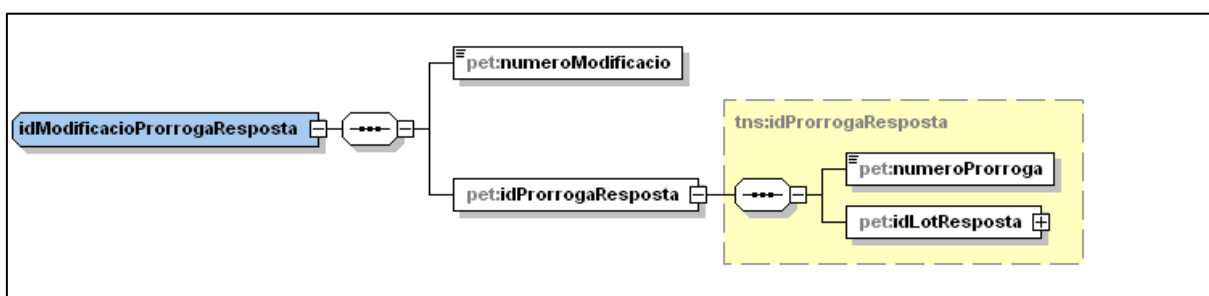 pet:numeroModificacio
idModificacioProrrogaResposta
tns:idProrrogaResposta
pet:numeroProrroga
pet:idProrrogaResposta
pet:idLotResposta